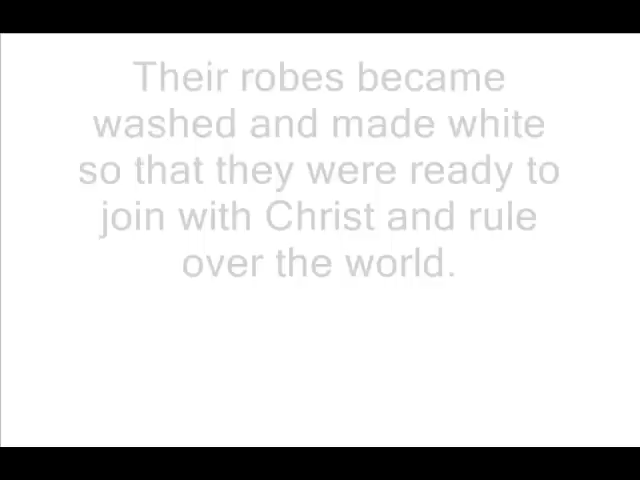 Their robes became
washed and made white
so that they were ready to
join with Christ and rule
over the world.